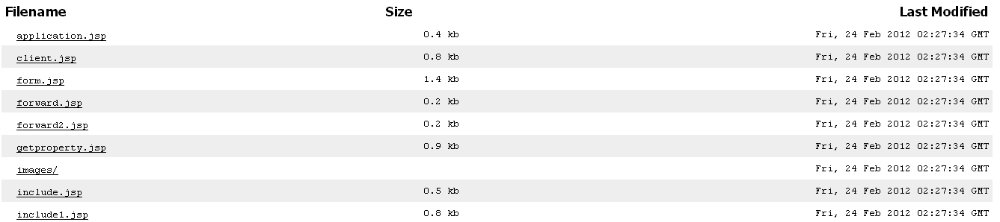 Filename Size Last Modified
application.jsp 0.4 kb Fri, 24 Feb 2012 02:27:34 GMT
client.jsp 0.8 kb Fri, 24 Feb 2012 02:27:34 GMT
form.jsp 1.4 kb Fri, 24 Feb 2012 02:27:34 GMT
forward.jsp 0.2 kb Fri, 24 Feb 2012 02:27:34 GMT
forward2.jsp 0.2 kb Fri, 24 Feb 2012 02:27:34 GMT
getproperty.jsp 0.9 kb Fri, 24 Feb 2012 02:27:34 GMT
images/ Fri, 24 Feb 2012 02:27:34 GMT
include.jsp 0.5 kb Fri, 24 Feb 2012 02:27:34 GMT
include1.jsp 0.8 kb Fri, 24 Feb 2012 02:27:34 GMT